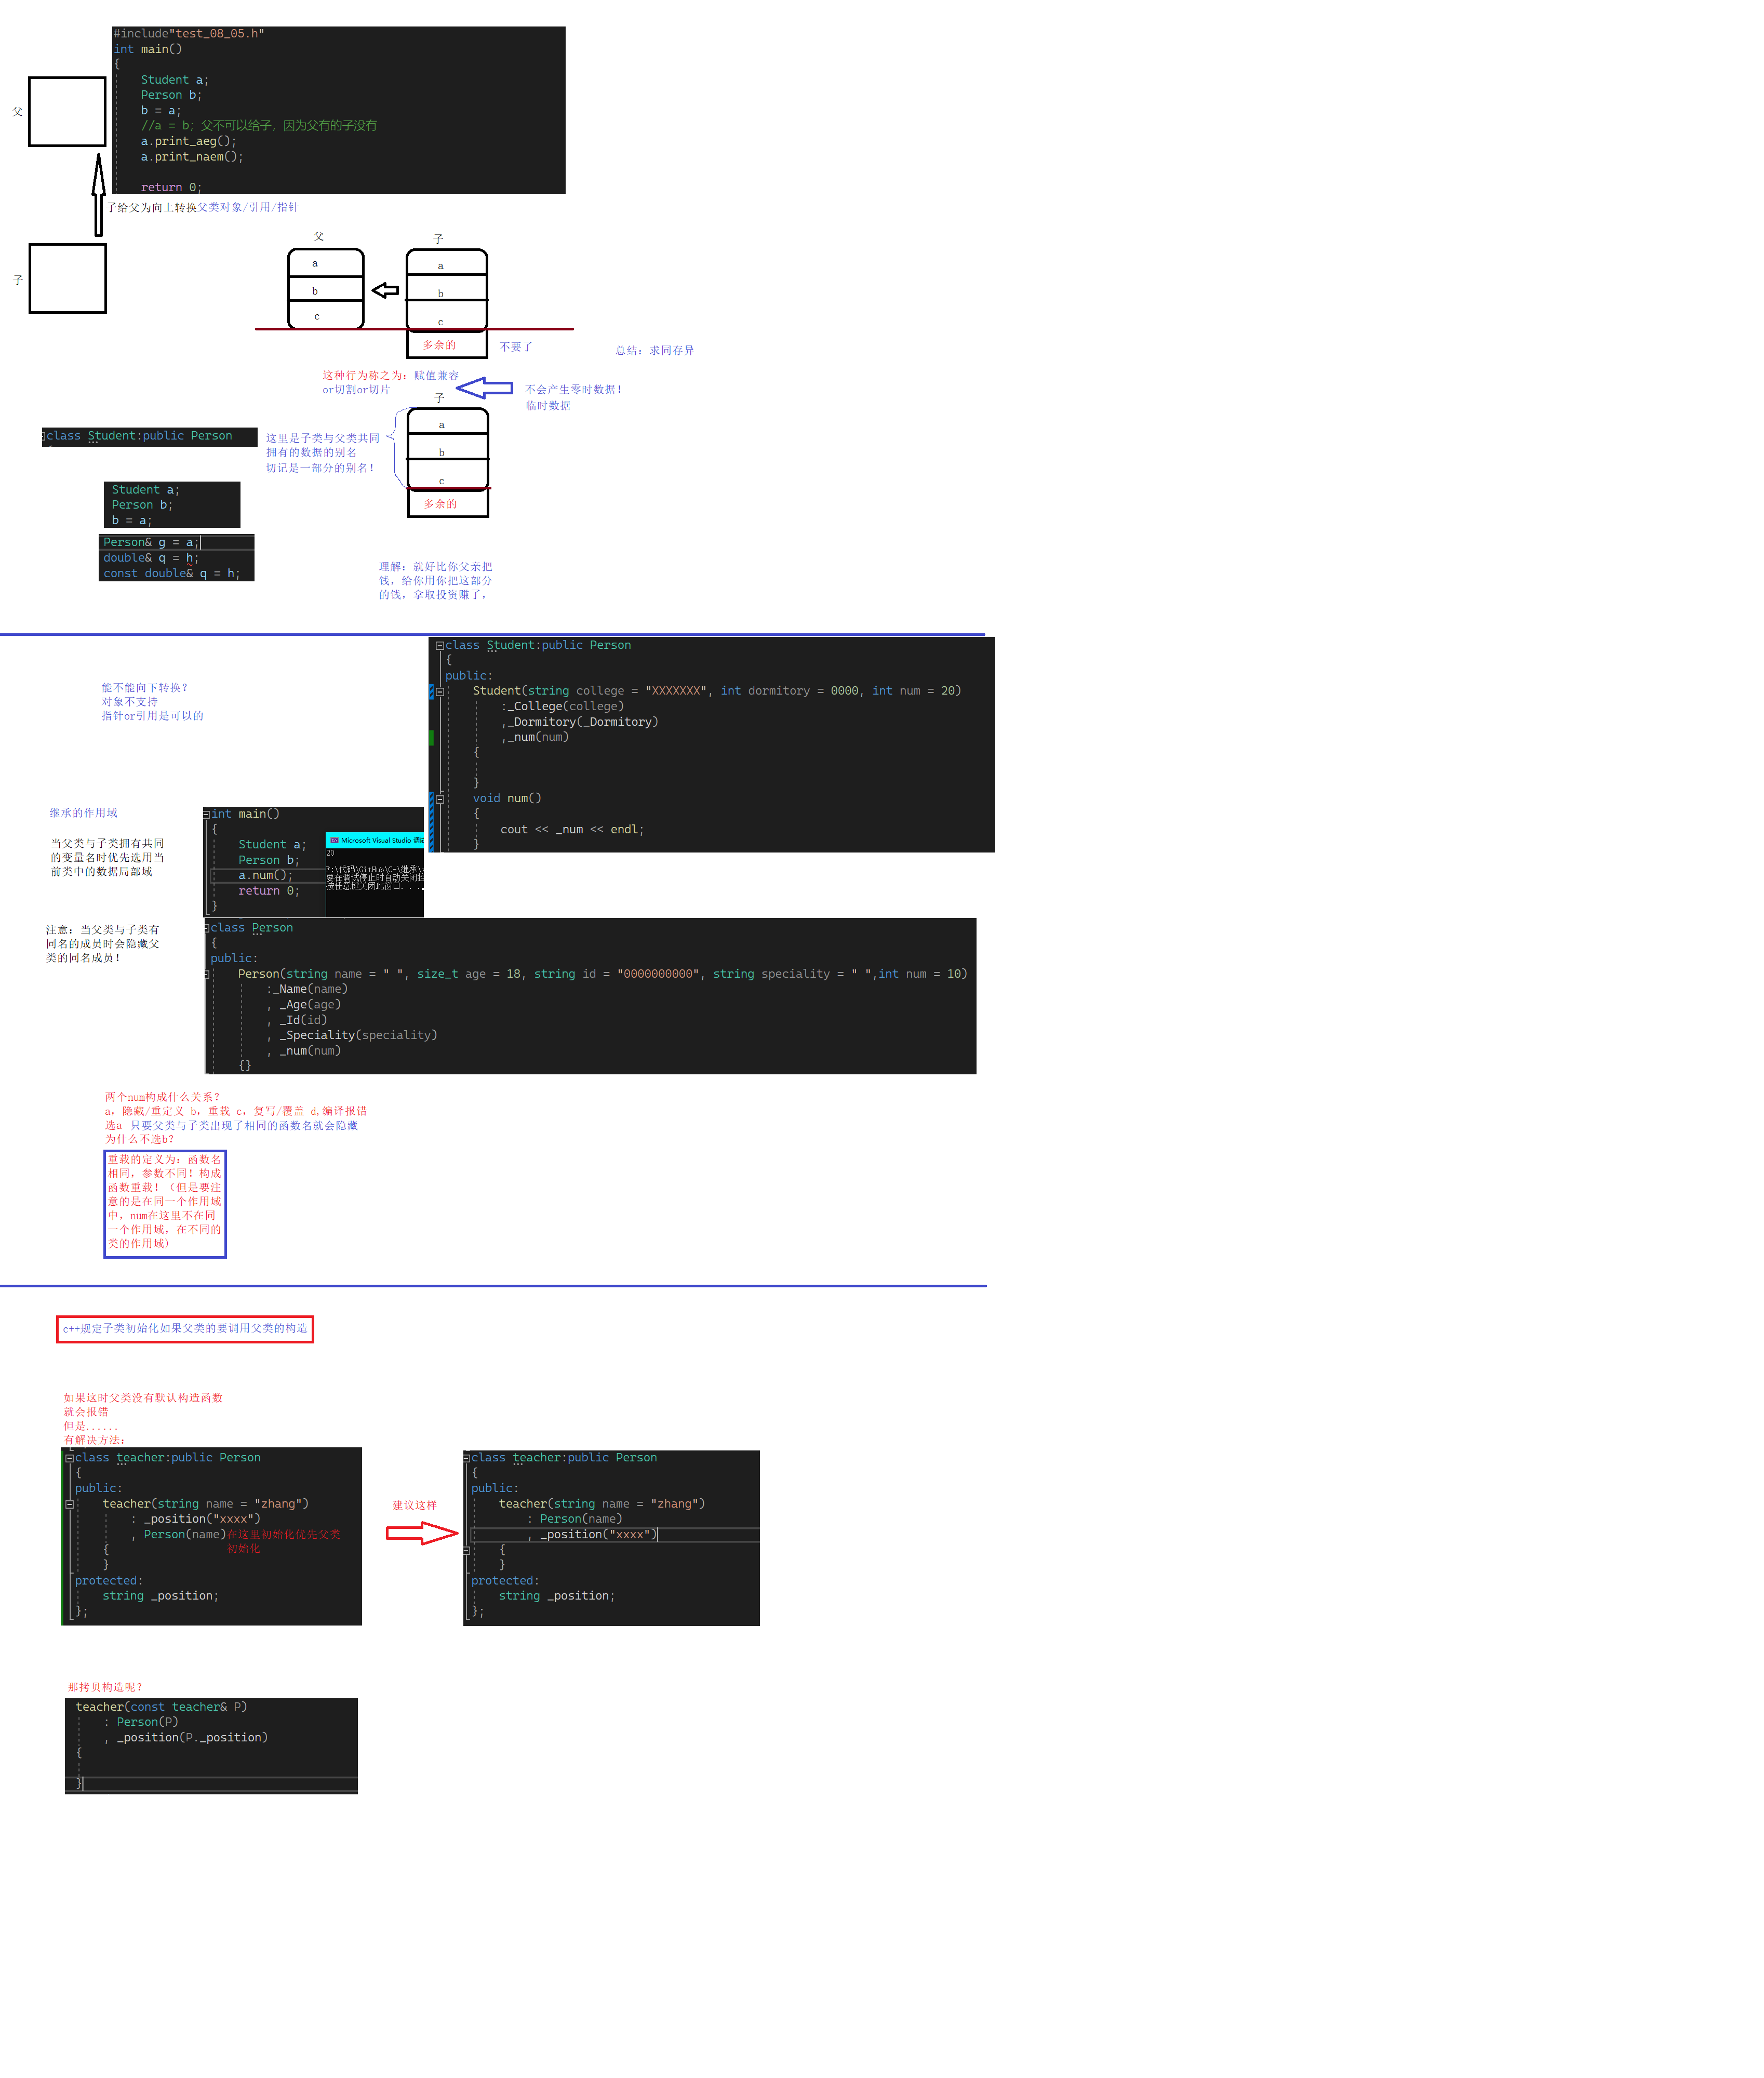 #include"test_08_05.h"
int main()
{
Student a;
Person b;
b = a;
//a = b; 父不可以给子，因为父有的子没有
a.print_aeg();
a.print_naem();
return 0;
父
子给父为向上转换父类对象/引用/指针
子
父
子
a
b
c
a
b
c
多余的
不要了
总结：求同存异
这种行为称之为：赋值兼容
or切割or切片
不会产生零时数据！
临时数据
子
a
b
c
多余的
class Student:public Person
这里是子类与父类共同
拥有的数据的别名
切记是一部分的别名！
Student a;
Person b;
b = a;
Person& g = a;
double& q = h;
const double& q = h;
理解：就好比你父亲把
钱，给你用你把这部分
的钱，拿取投资赚了，
class Student:public Person
{
public:
Student(string college = "XXXXXXX", int dormitory = 0000, int num = 20)
:_College(college)
,_Dormitory(_Dormitory)
,_num(num)
{
}
void num()
{
cout << _num << endl;
}
能不能向下转换？
对象不支持
指针or引用是可以的
继承的作用域
当父类与子类拥有共同
的变量名时优先选用当
前类中的数据局部域
int main()
{
Student a;
Person b;
a.num();
return 0;
}
Microsoft Visual Studio 调试
20
F:\代码\GitHub\C-\继承\
要在调试停止时自动关闭控
按任意键关闭此窗口. . .
注意：当父类与子类有
同名的成员时会隐藏父
类的同名成员！
class Person
{
public:
Person(string name = " ", size_t age = 18, string id = "0000000000", string speciality = " ",int num = 10)
:_Name(name)
, _Age(age)
, _Id(id)
, _Speciality(speciality)
, _num(num)
{}
两个num构成什么关系？
a，隐藏/重定义 b，重载 c，复写/覆盖 d,编译报错
选a 只要父类与子类出现了相同的函数名就会隐藏
为什么不选b？
重载的定义为：函数名
相同，参数不同！构成
函数重载！（但是要注
意的是在同一个作用域
中，num在这里不在同
一个作用域，在不同的
类的作用域）
c++规定子类初始化如果父类的要调用父类的构造
如果这时父类没有默认构造函数
就会报错
但是......
有解决方法：
class teacher:public Person
{
public:
teacher(string name = "zhang")
: _position("xxxx")
, Person(name)在这里初始化优先父类
初始化
{
}
protected:
string _position;
};
建议这样
class teacher:public Person
{
public:
teacher(string name = "zhang")
: Person(name)
, _position("xxxx")
{
}
protected:
string _position;
};
那拷贝构造呢？
teacher(const teacher& P)
: Person(P)
, _position(P._position)
{
}